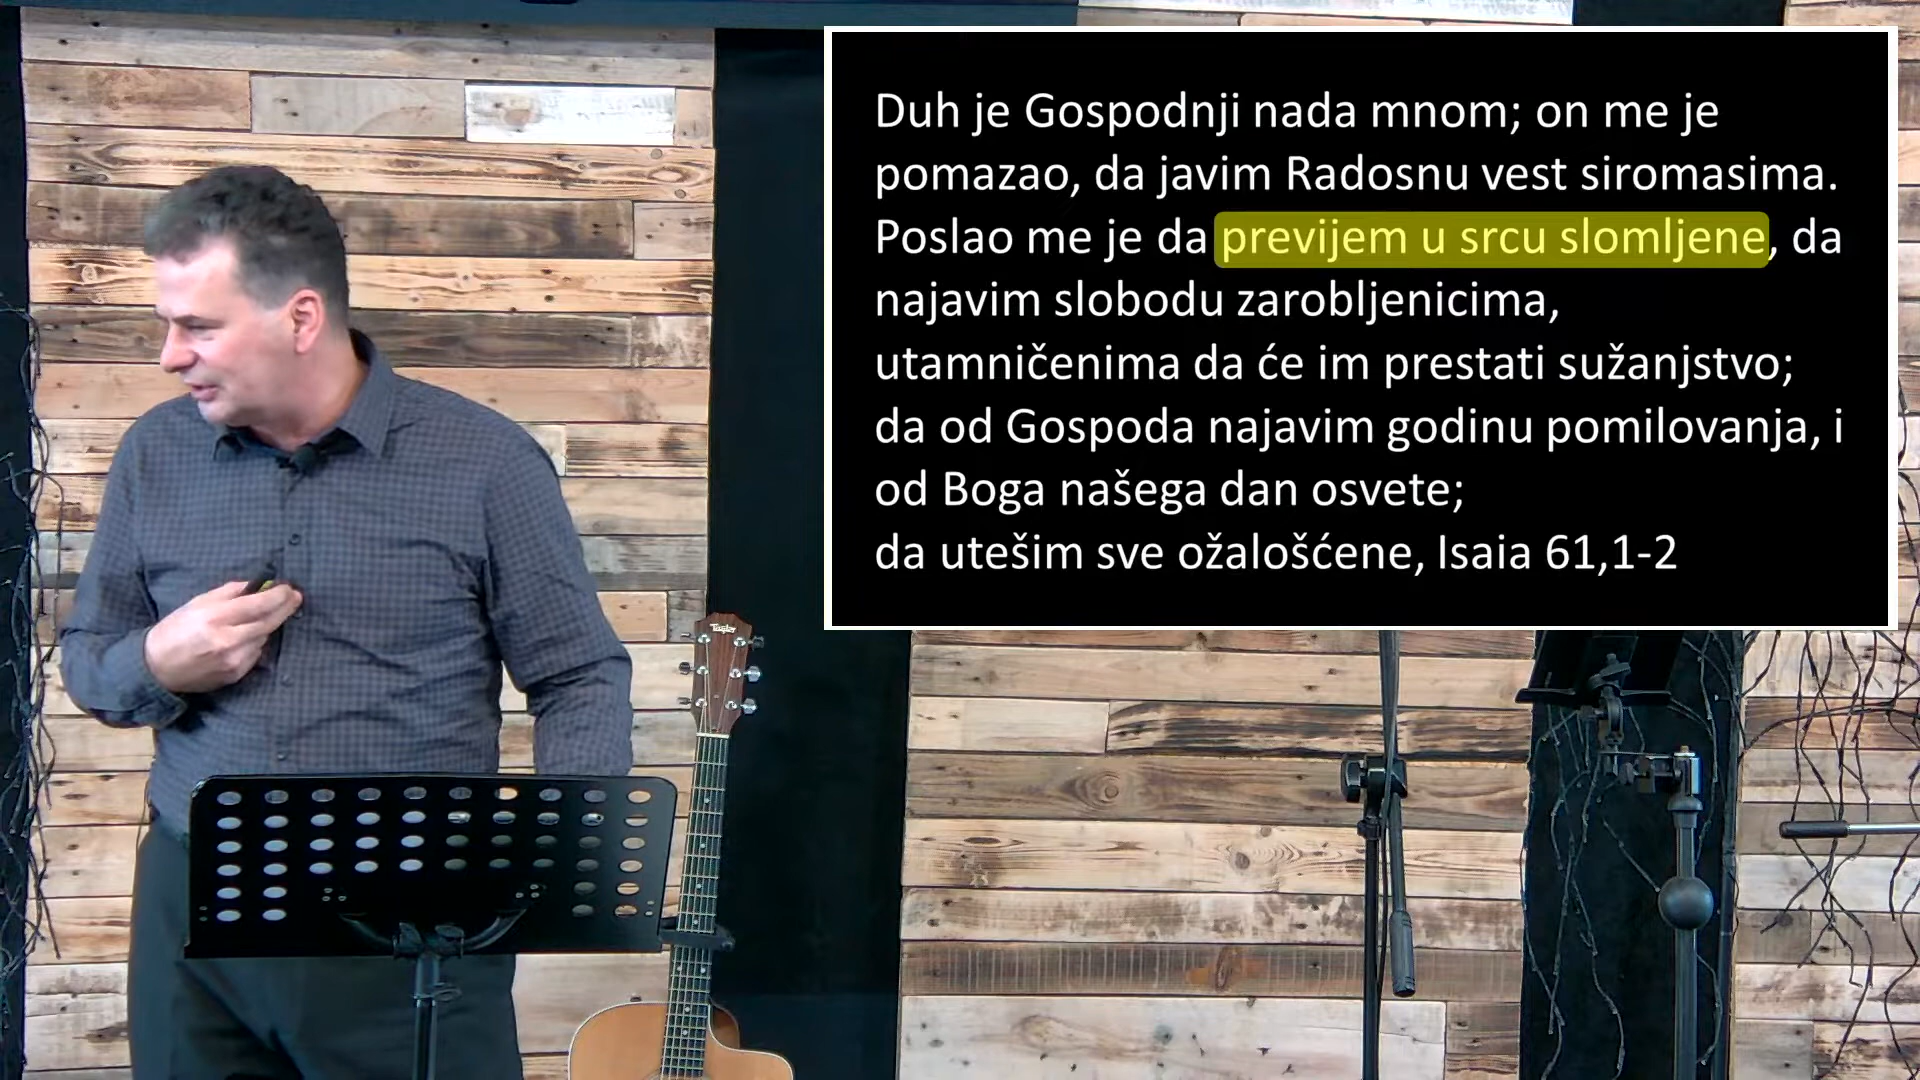 Duh je Gospodnji nada mnom; on me je
pomazao, da javim Radosnu vest siromasima.
Poslao me je da previjem u srcu slomljene, da
najavim slobodu zarobljenicima,
utamničenima da će im prestati sužanjstvo;
da od Gospoda najavim godinu pomilovanja, i
od Boga našega dan osvete;
da utešim sve ožalošćene, Isaia 61,1-2
Taylor